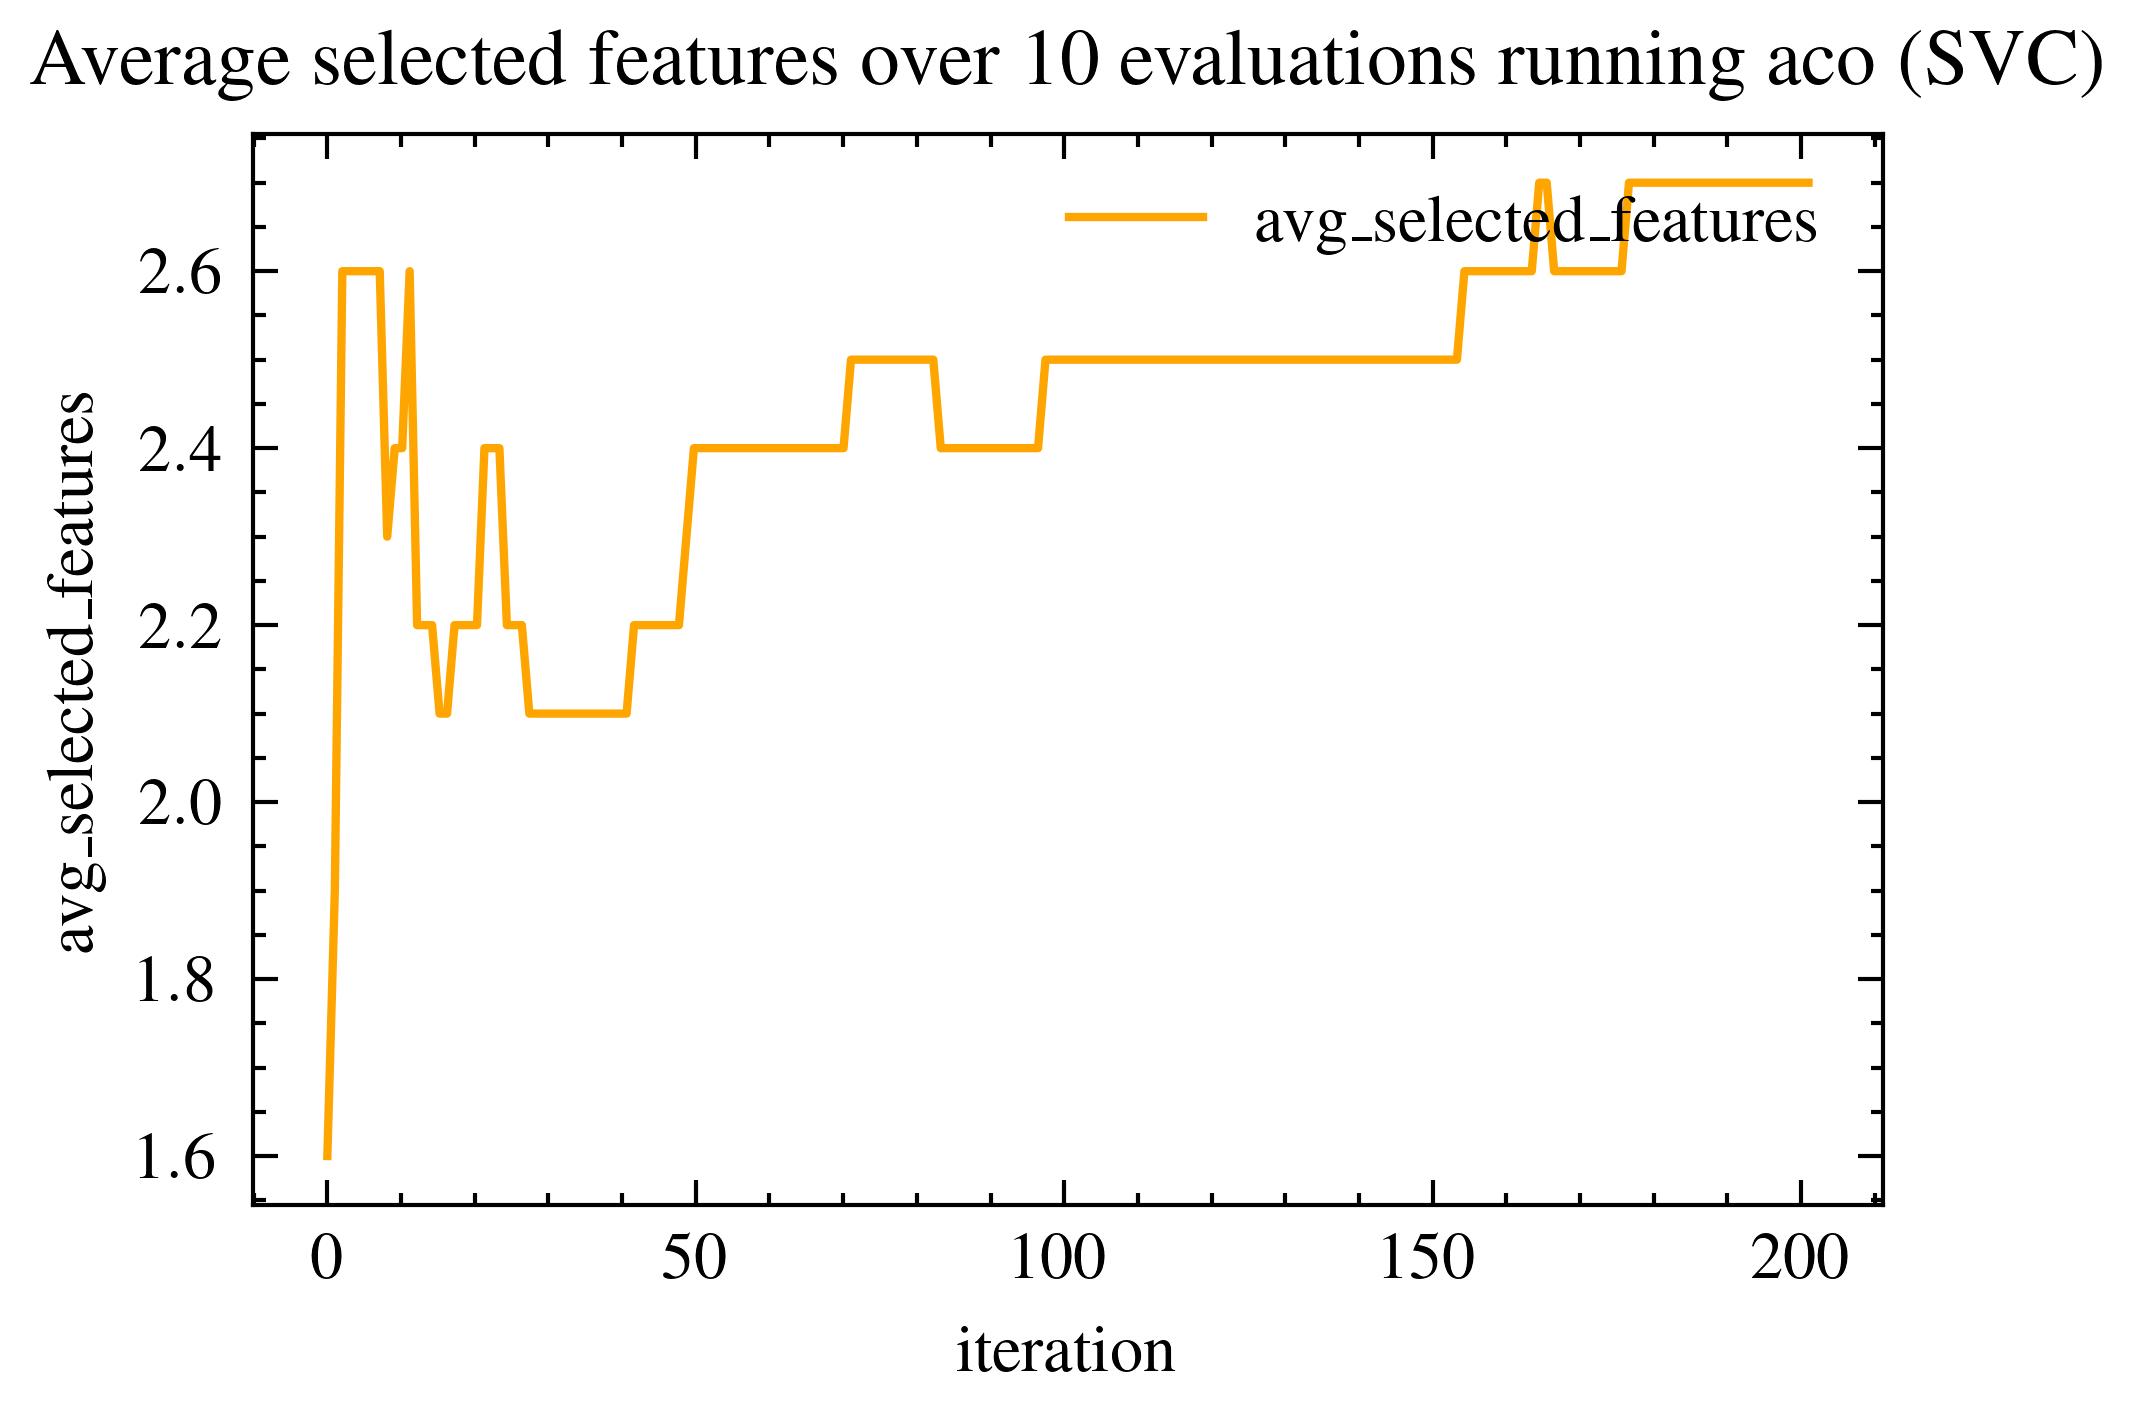 Average selected features over 10 evaluations running aco (SVC)
avg_selected_features
2.6
2.4
2.2
2.0
1.8
1.6
avg_selected_features
0 50 100 150 200
iteration